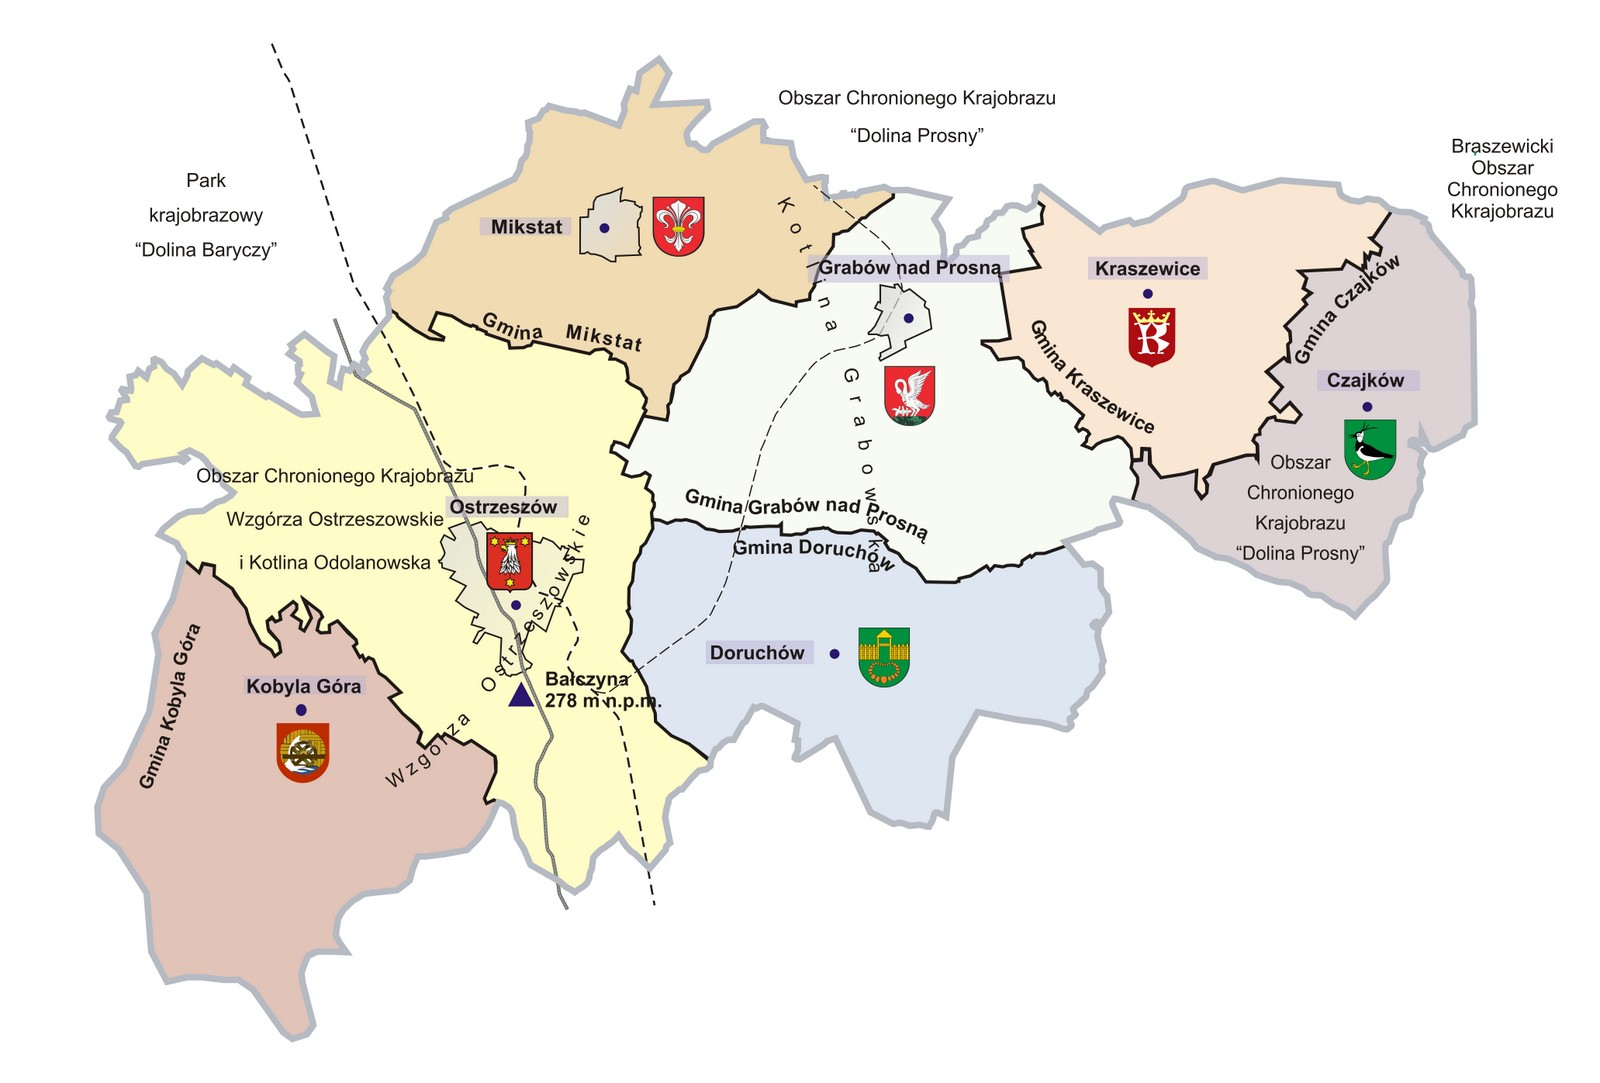 Obszar Chronionego Krajobrazu
“Dolina Prosny”
Braszewicki
Obszar
Chronionego
Kkrajobrazu
Park
krajobrazowy
“Dolina Baryczy”
Mikstat
Gmina Mikstat
Kotlina Grabowska
Grabów nad Prosną
Gmina Grabów nad Prosną
Kraszewice
Gmina Kraszewice
R
Gmina Czajków
Czajków
Obszar
Chronionego
Krajobrazu
“Dolina Prosny”
Obszar Chronionego Krajobrazu
Wzgórza Ostrzeszowskie
i Kotlina Odolanowska
Ostrzeszów
Wzgórza Ostrzeszowskie
Gmina Doruchów
Doruchów
Bałczyna
278 m n.p.m.
Kobyla Góra
Gmina Kobyla Góra